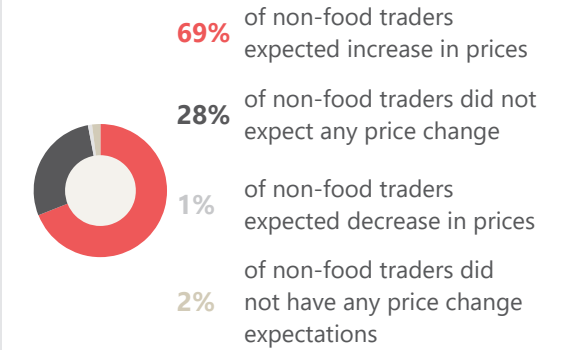 69% of non-food traders
expected increase in prices
28% of non-food traders did not
expect any price change
1% of non-food traders
expected decrease in prices
2% of non-food traders did
not have any price change
expectations